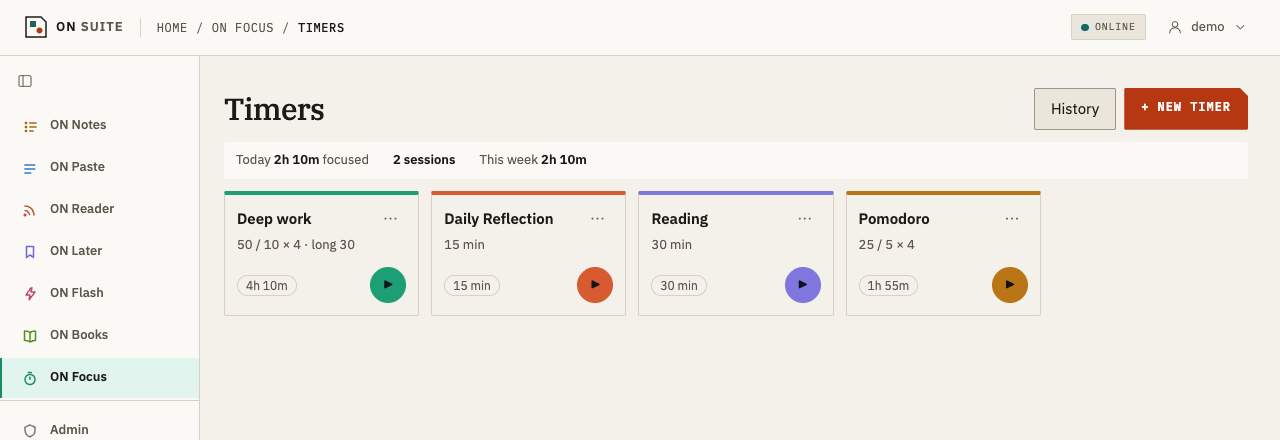 ON SUITE
HOME / ON FOCUS / TIMERS
ONLINE
demo
ON Notes
ON Paste
ON Reader
ON Later
ON Flash
ON Books
ON Focus
Admin
Timers
History
+ NEW TIMER
Today 2h 10m focused 2 sessions This week 2h 10m
Deep work ...
50 / 10 × 4 · long 30
4h 10m
Daily Reflection ...
15 min
15 min
Reading ...
30 min
30 min
Pomodoro ...
25 / 5 × 4
1h 55m